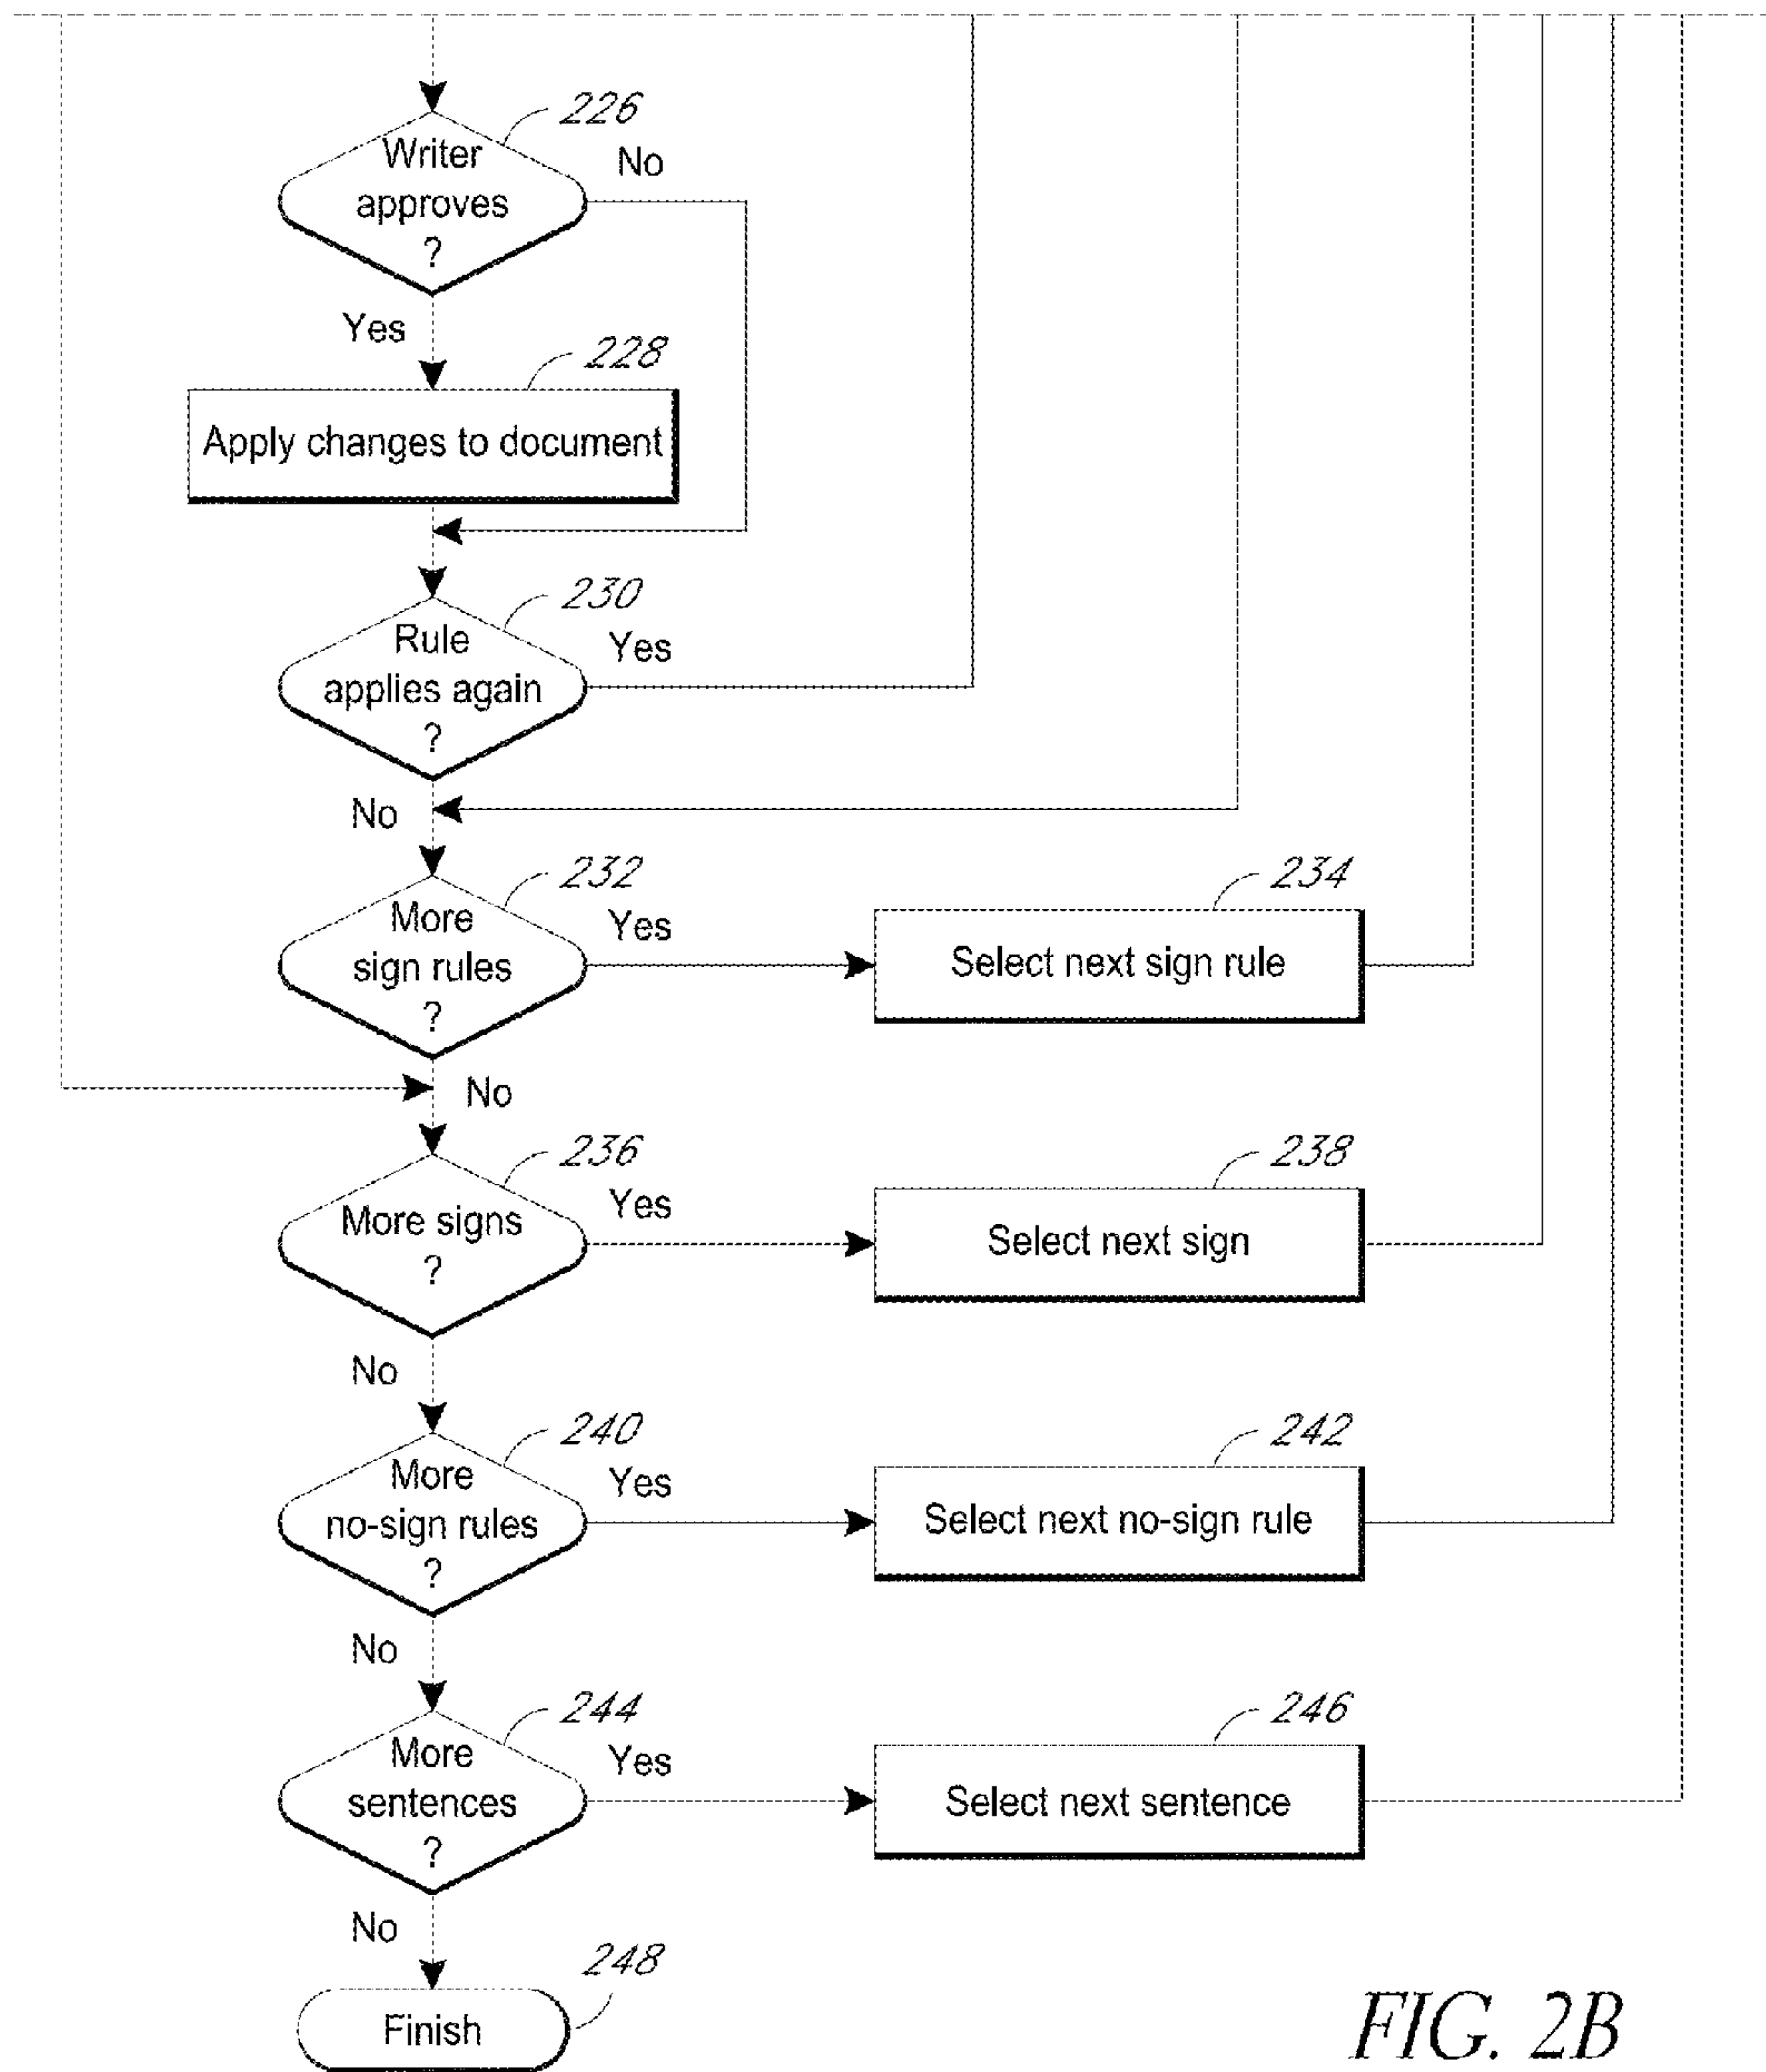 226
Writer
approves
?
No
Yes
228
Apply changes to document
230
Rule
applies again
?
Yes
No
232
More
sign rules
?
Yes
234
Select next sign rule
No
236
More signs
?
Yes
238
Select next sign
No
240
More
no-sign rules
?
Yes
242
Select next no-sign rule
No
244
More
sentences
?
Yes
246
Select next sentence
No
248
Finish
FIG. 2B